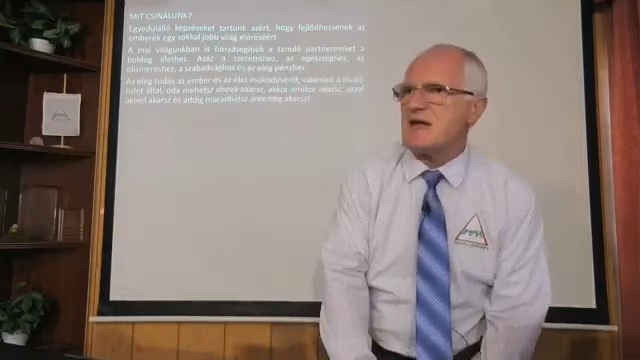 MIT CSINÁLUNK?
Egyedülálló képzéseket tartunk azért, hogy fejlődhessenek az
emberek egy sokkal jobb világ eléréséért.
A mai világunkban is hozzásegítjük a tanuló partnereinket a
boldog élethez. Azaz a szeretethez, az egészséghez, az
elismeréshez, a szabadsághoz és az elég pénzhez.
Az elég tudás az ember és az élet működéséről, valamint a kiváló
üzlet által, oda mehetsz ahová akarsz, akkor amikor akarsz, azzal
akivel akarsz és addig maradhatsz ameddig akarsz!